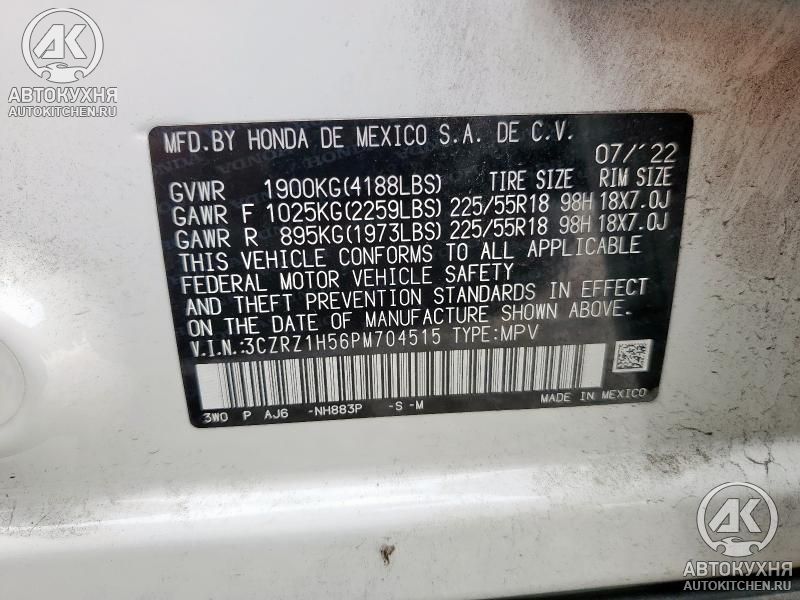 AK
АВТОКУХНЯ
AUTOKITCHEN.RU
MFD.BY HONDA DE MEXICO S.A. DE C.V.
07/'22
GVWR 1900KG(4188LBS) TIRE SIZE RIM SIZE
GAWR F 1025KG(2259LBS) 225/55R18 98H 18X7.0J
GAWR R 895KG(1973LBS) 225/55R18 98H 18X7.0J
THIS VEHICLE CONFORMS TO ALL APPLICABLE
FEDERAL MOTOR VEHICLE SAFETY
AND THEFT PREVENTION STANDARDS IN EFFECT
ON THE DATE OF MANUFACTURE SHOWN ABOVE.
V.I.N.:3CZRZ1H56PM704515 TYPE:MPV
3W0 P AJ6 -NH883P -S -M MADE IN MEXICO
AK
АВТОКУХНЯ
AUTOKITCHEN.RU